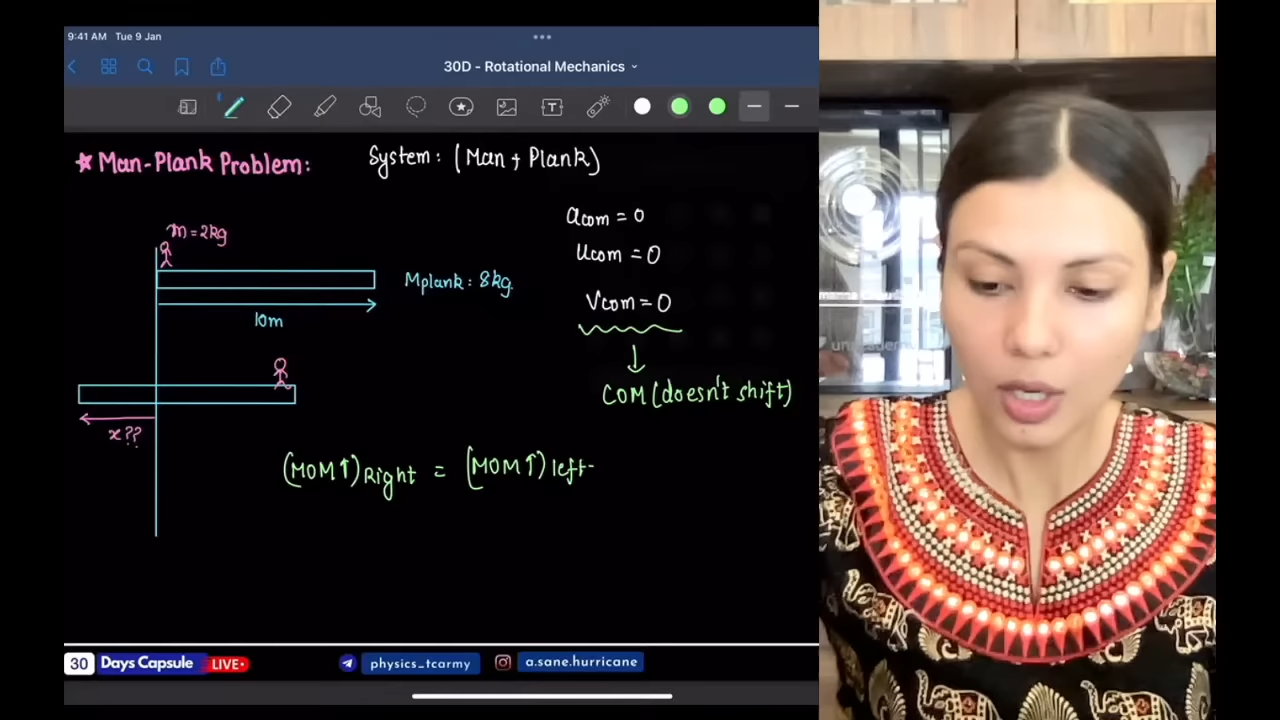 9:41 AM Tue 9 Jan
30D - Rotational Mechanics
★ Man-Plank Problem:
System: (Man + Plank)
m = 2kg
Mplank : 8kg.
10m
acom = 0
ucom = 0
Vcom = 0
COM (doesn't shift)
x??
(MOM↑)Right = (MOM↑)left
30 Days Capsule LIVE
physics_tcarmy
a.sane.hurricane